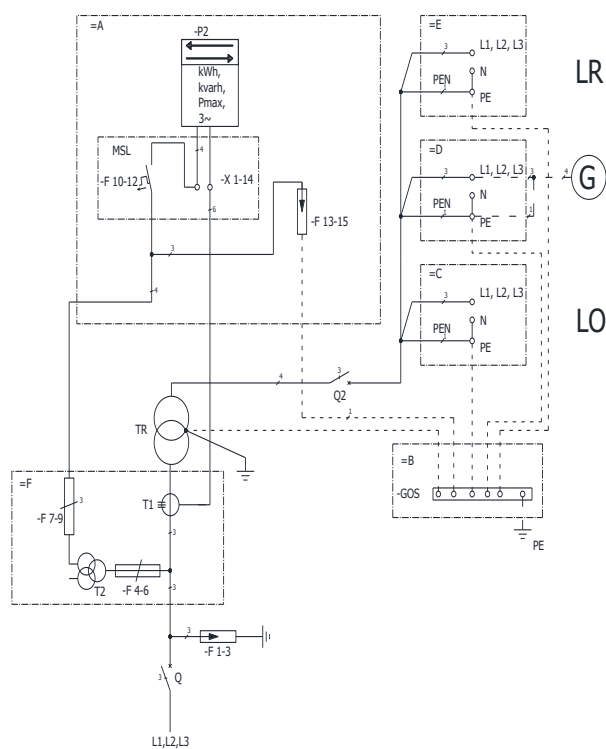 =A
-P2
kWh,
kvarh,
Pmax,
3~
MSL
-F 10-12
4
-X 1-14
6
3
4
-F 13-15
=E
3
L1, L2, L3
N
PEN
1
PE
LR
=D
3
L1, L2, L3
3
4
G
N
PEN
1
PE
1
=C
3
L1, L2, L3
N
PEN
1
PE
LO
4
3
Q2
1
TR
=B
-GOS
PE
=F
3
-F 7-9
T1
3
T2
-F 4-6
3
3
-F 1-3
3
Q
L1,L2,L3